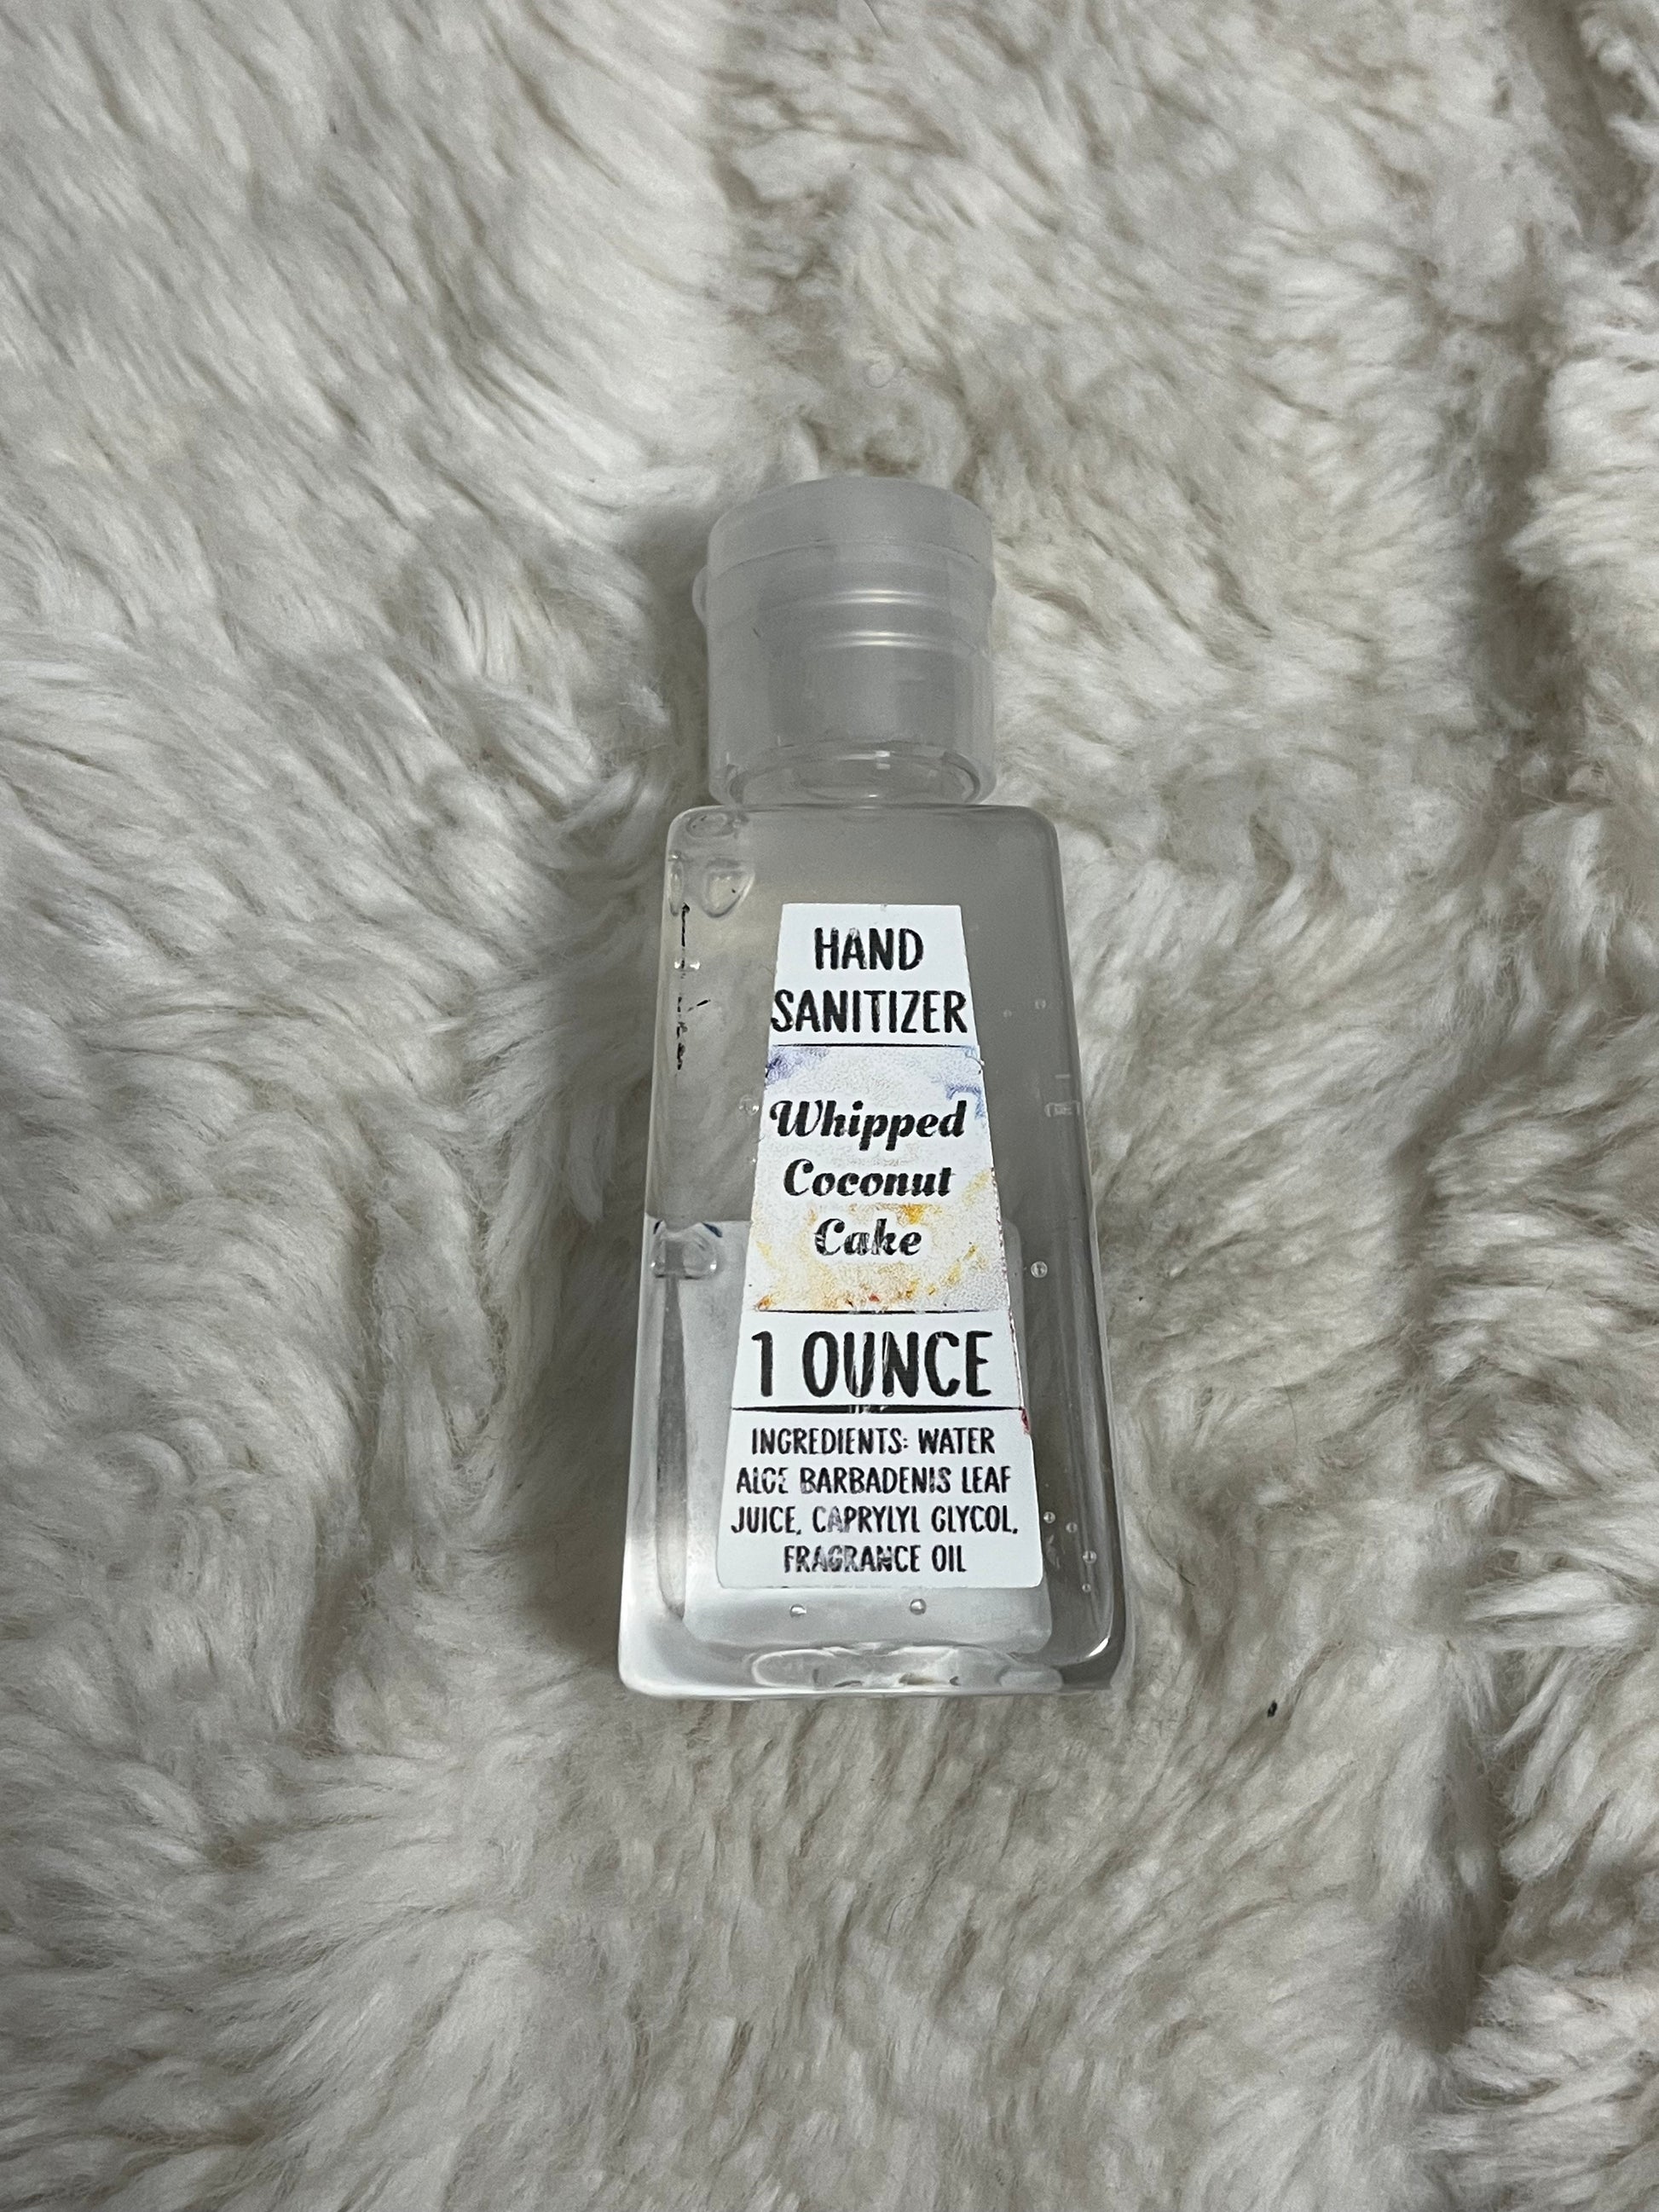 HAND
SANITIZER
Whipped
Coconut
Cake
1 OUNCE
INGREDIENTS: WATER
ALOE BARBADENIS LEAF
JUICE, CAPRYLYL GLYCOL,
FRAGRANCE OIL